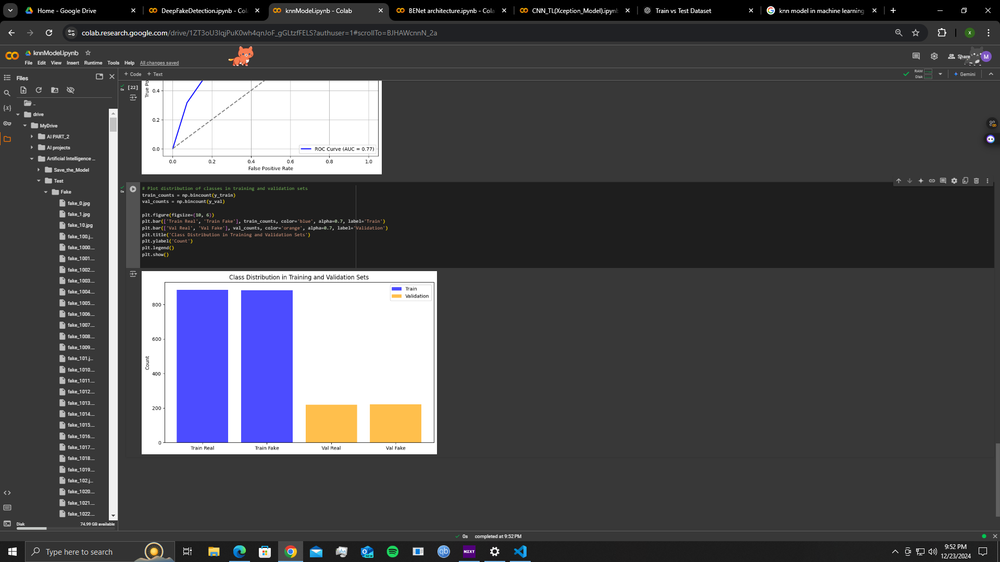 Home - Google Drive
DeepFakeDetection.ipynb - Col
knnModel.ipynb - Colab
BENet architecture.ipynb - Cola
CNN_TL(Xception_Model).ipynb
Train vs Test Dataset
knn model in machine learning
colab.research.google.com/drive/1ZT3oU3lqjPuK0wh4qnJoF_gGLtzfFELS?authuser=1#scrollTo=BJHAWcnnN_2a
X
CO
knnModel.ipynb
File Edit View Insert Runtime Tools Help All changes saved
Share
M
Files
+ Code + Text
RAM
Disk
Gemini
..
drive
MyDrive
AI PART_2
AI projects
Artificial Intelligence ...
Save_the_Model
Test
Fake
fake_0.jpg
fake_1.jpg
fake_10.jpg
fake_100.j...
fake_1000....
fake_1001....
fake_1002....
fake_1003....
fake_1004....
fake_1005....
fake_1006....
fake_1007....
fake_1008....
fake_1009....
fake_101.j...
fake_1010....
fake_1011....
fake_1012....
fake_1013....
fake_1014....
fake_1015....
fake_1016....
fake_1017....
fake_1018....
fake_1019....
fake_102.j...
fake_1020....
fake_1021....
fake_1022....
Disk 74.99 GB available
0s
[22]
True Po
0.4
0.2
0.0
ROC Curve (AUC = 0.77)
0.0 0.2 0.4 0.6 0.8 1.0
False Positive Rate
0s
# Plot distribution of classes in training and validation sets
train_counts = np.bincount(y_train)
val_counts = np.bincount(y_val)
plt.figure(figsize=(10, 6))
plt.bar(['Train Real', 'Train Fake'], train_counts, color='blue', alpha=0.7, label='Train')
plt.bar(['Val Real', 'Val Fake'], val_counts, color='orange', alpha=0.7, label='Validation')
plt.title('Class Distribution in Training and Validation Sets')
plt.ylabel('Count')
plt.legend()
plt.show()
Class Distribution in Training and Validation Sets
Train
Validation
800
600
400
200
0
Count
Train Real Train Fake Val Real Val Fake
0s completed at 9:52 PM
Type here to search
NEW
qb
NZXT
9:52 PM
12/23/2024